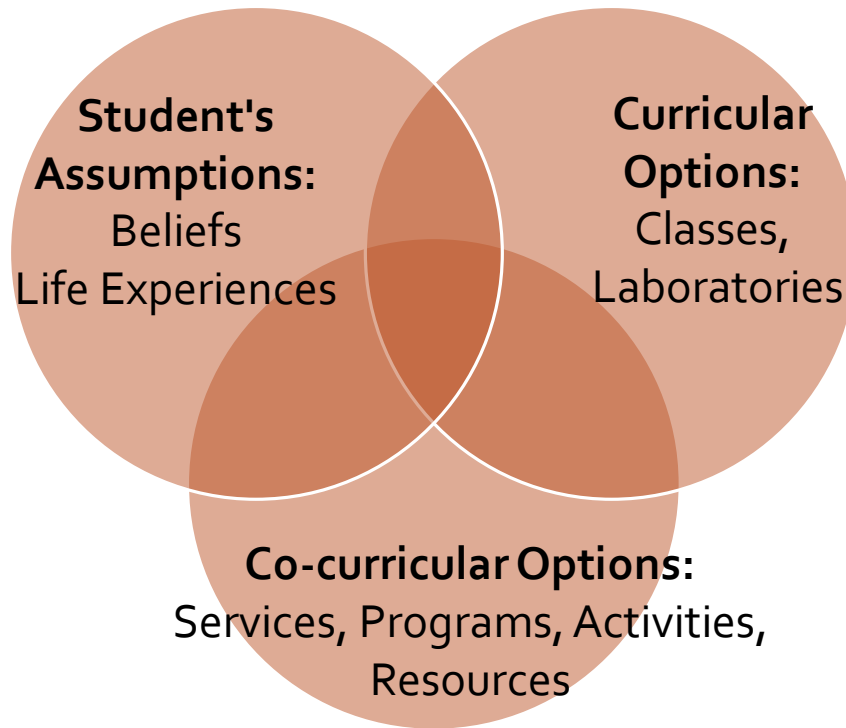 Student's
Assumptions:
Beliefs
Life Experiences
Curricular
Options:
Classes,
Laboratories
Co-curricular Options:
Services, Programs, Activities,
Resources